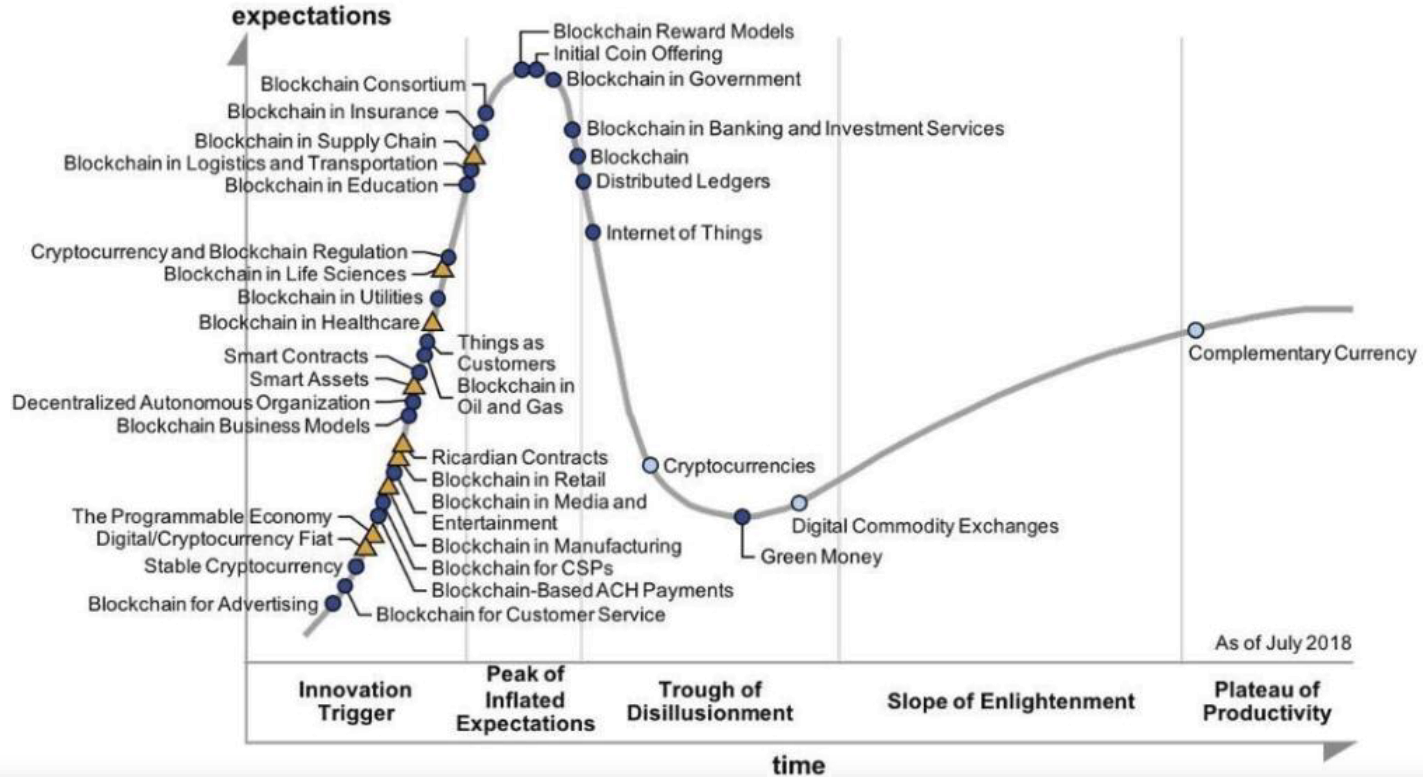 expectations
Blockchain Reward Models
Initial Coin Offering
Blockchain in Government
Blockchain Consortium
Blockchain in Insurance
Blockchain in Supply Chain
Blockchain in Logistics and Transportation
Blockchain in Education
Blockchain in Banking and Investment Services
Blockchain
Distributed Ledgers
Internet of Things
Cryptocurrency and Blockchain Regulation
Blockchain in Life Sciences
Blockchain in Utilities
Blockchain in Healthcare
Things as
Customers
Smart Contracts
Smart Assets
Blockchain in
Oil and Gas
Decentralized Autonomous Organization
Blockchain Business Models
Ricardian Contracts
Blockchain in Retail
Blockchain in Media and
Entertainment
Blockchain in Manufacturing
Blockchain for CSPs
Blockchain-Based ACH Payments
The Programmable Economy
Digital/Cryptocurrency Fiat
Stable Cryptocurrency
Blockchain for Advertising
Blockchain for Customer Service
Cryptocurrencies
Digital Commodity Exchanges
Green Money
Complementary Currency
As of July 2018
Innovation
Trigger
Peak of
Inflated
Expectations
Trough of
Disillusionment
Slope of Enlightenment
Plateau of
Productivity
time